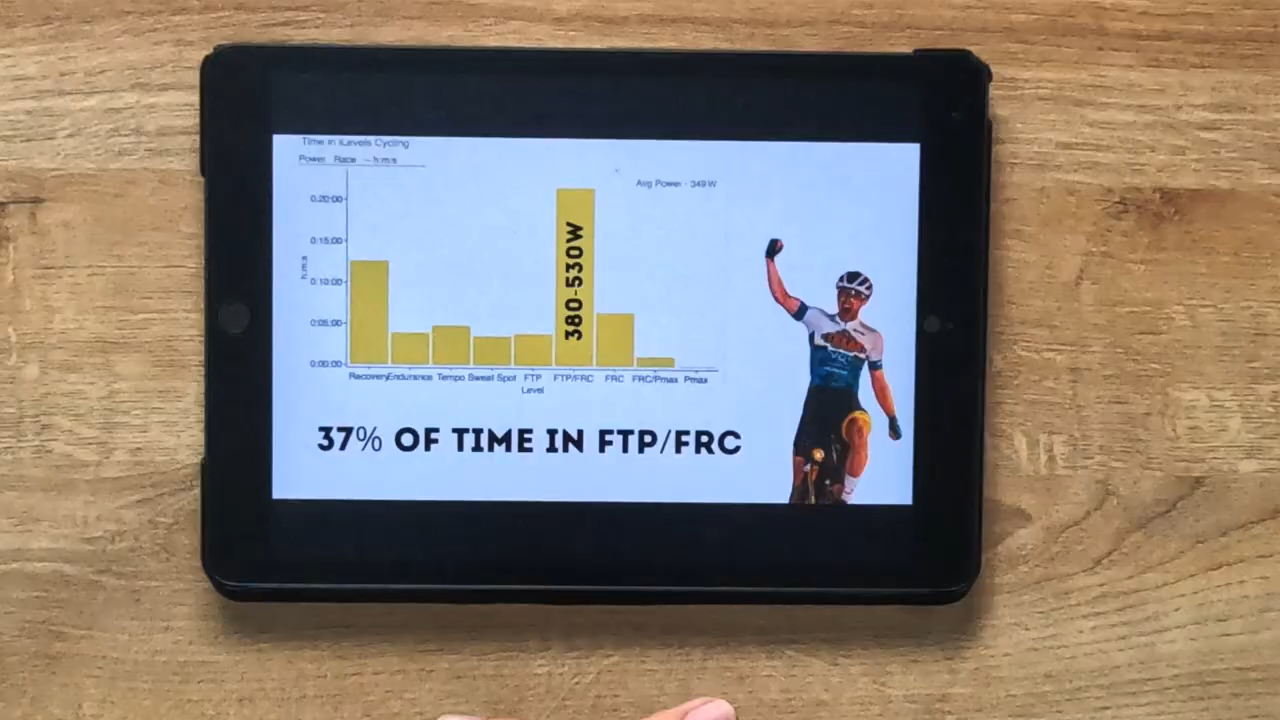 Time in iLevels Cycling
Power Race - h:m:s
Avg Power - 349 W
0:20:00
0:15:00
0:10:00
0:05:00
0:00:00
h:m:s
380-530W
Recovery Endurance Tempo Sweet Spot FTP FTP/FRC FRC FRC/Pmax Pmax
Level
37% OF TIME IN FTP/FRC